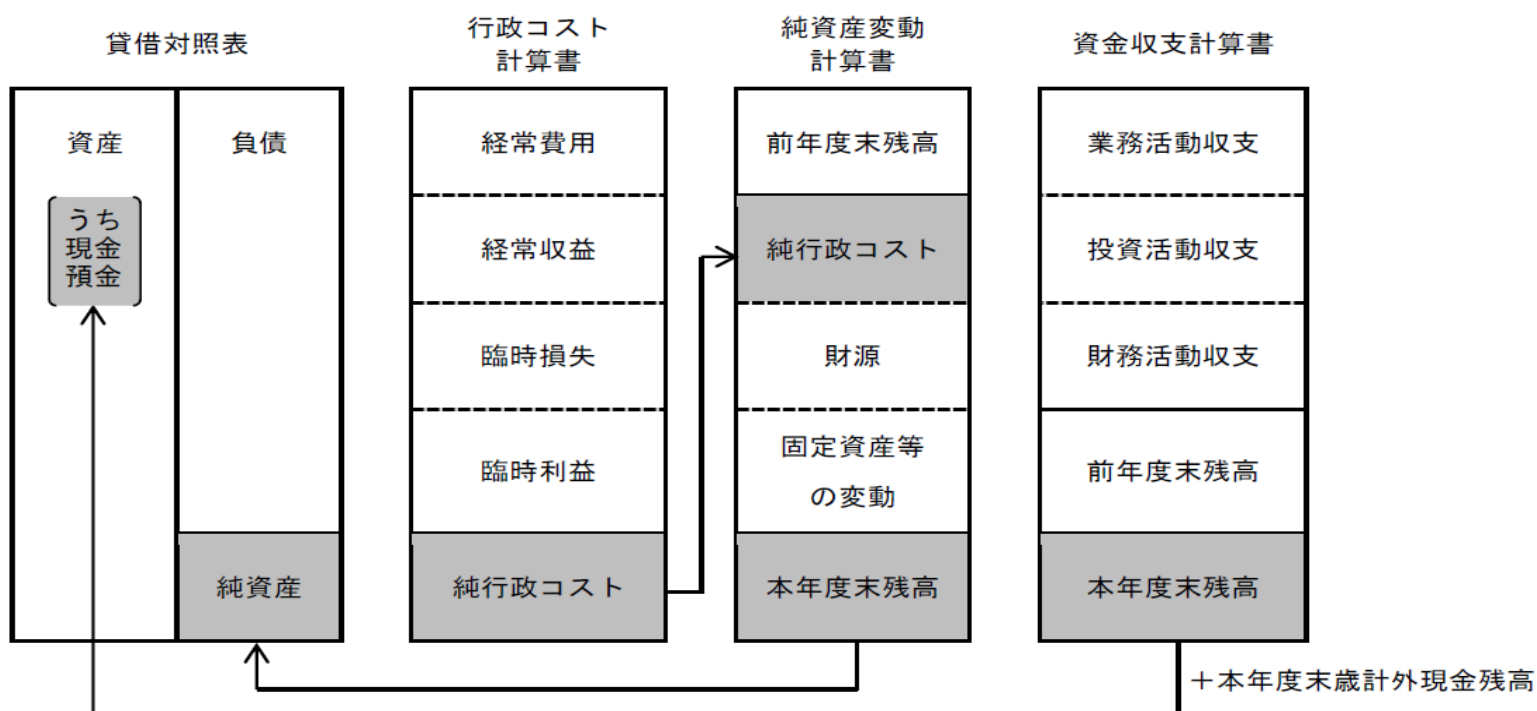 貸借対照表
資産
うち
現金
預金
負債
純資産
行政コスト
計算書
経常費用
経常収益
臨時損失
臨時利益
純行政コスト
純資産変動
計算書
前年度末残高
純行政コスト
財源
固定資産等
の変動
本年度末残高
資金収支計算書
業務活動収支
投資活動収支
財務活動収支
前年度末残高
本年度末残高
＋本年度末歳計外現金残高